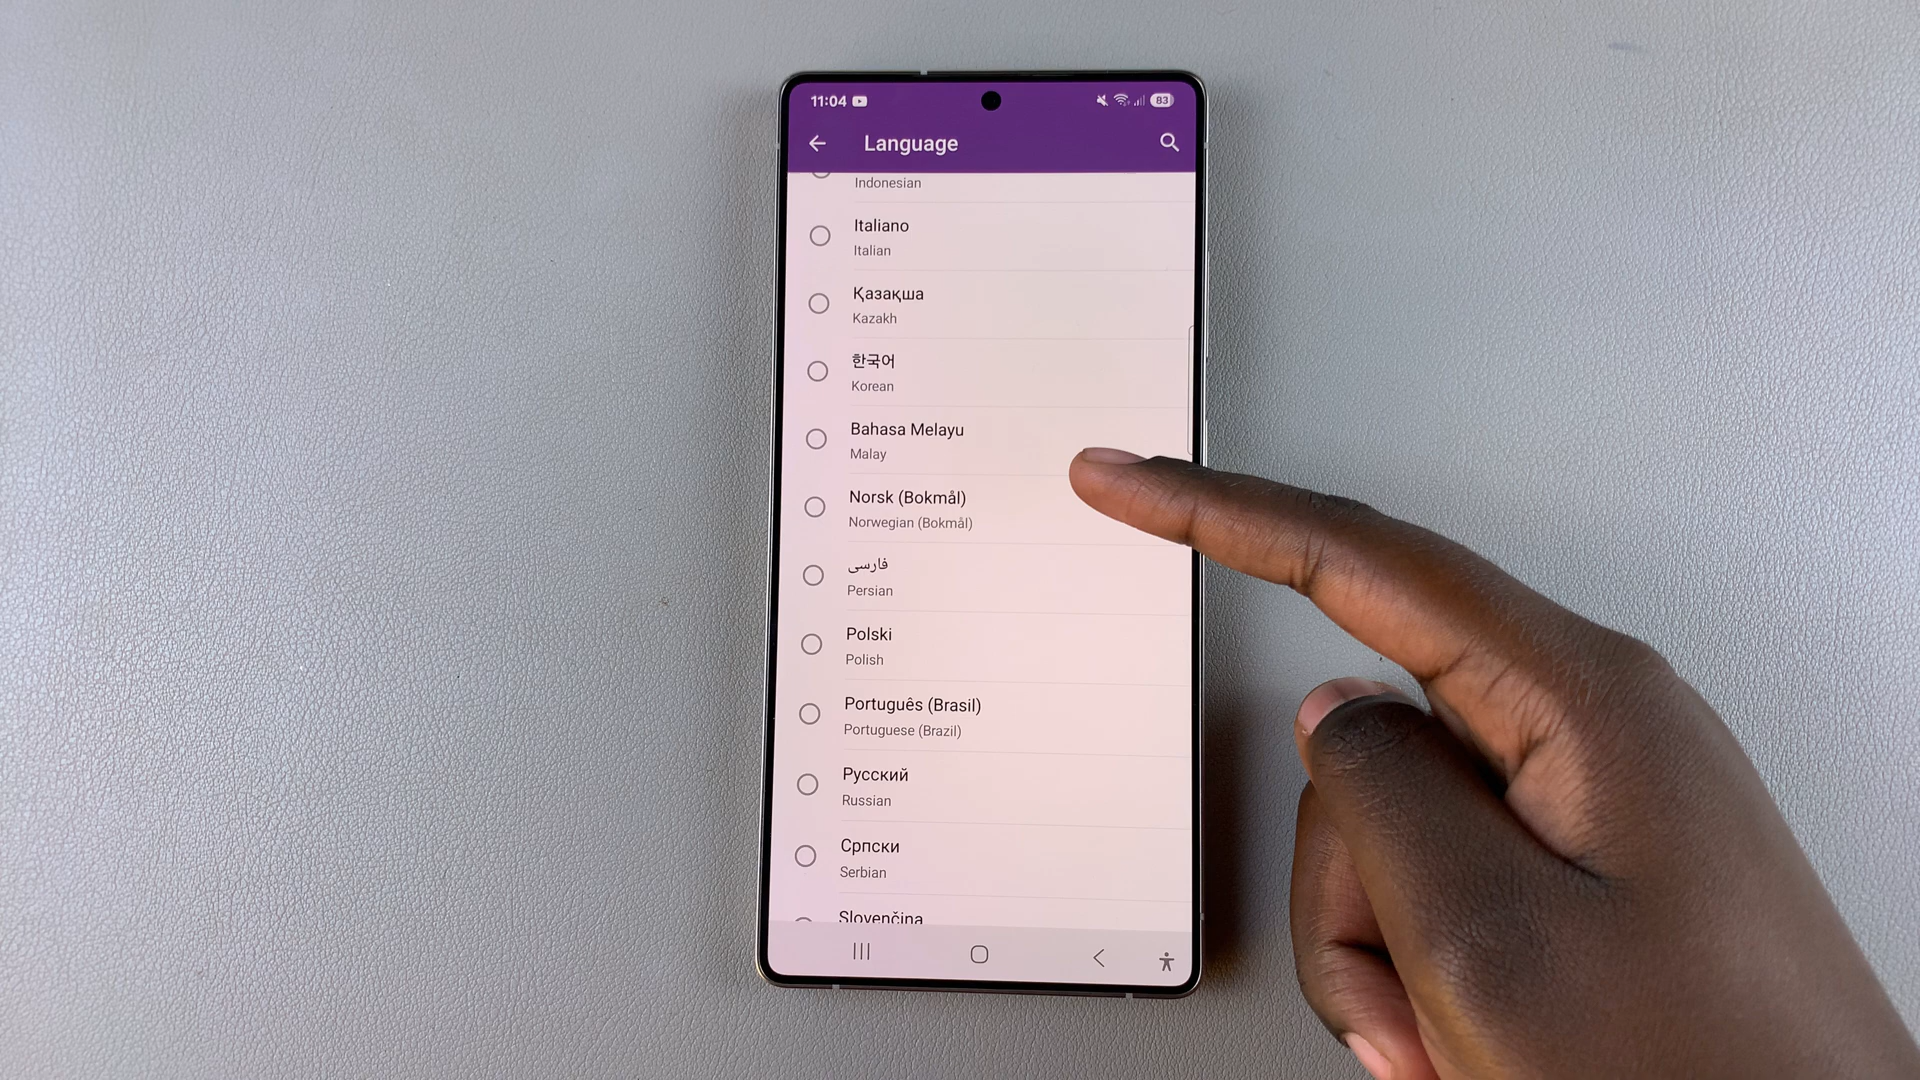 11:04
83
Language
Indonesian
Italiano
Italian
Қазақша
Kazakh
한국어
Korean
Bahasa Melayu
Malay
Norsk (Bokmål)
Norwegian (Bokmål)
فارسی
Persian
Polski
Polish
Português (Brasil)
Portuguese (Brazil)
Русский
Russian
Српски
Serbian
Slovenčina